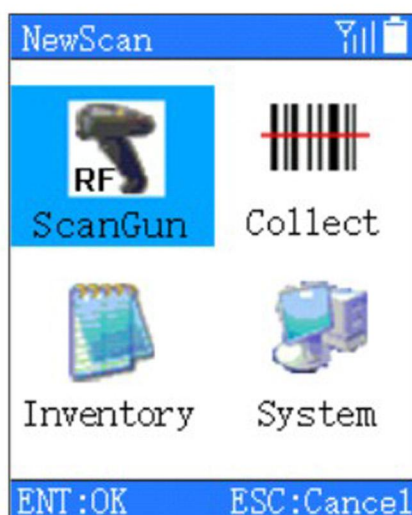 NewScan
RF
ScanGun
Collect
Inventory
System
ENT:OK
ESC:Cancel